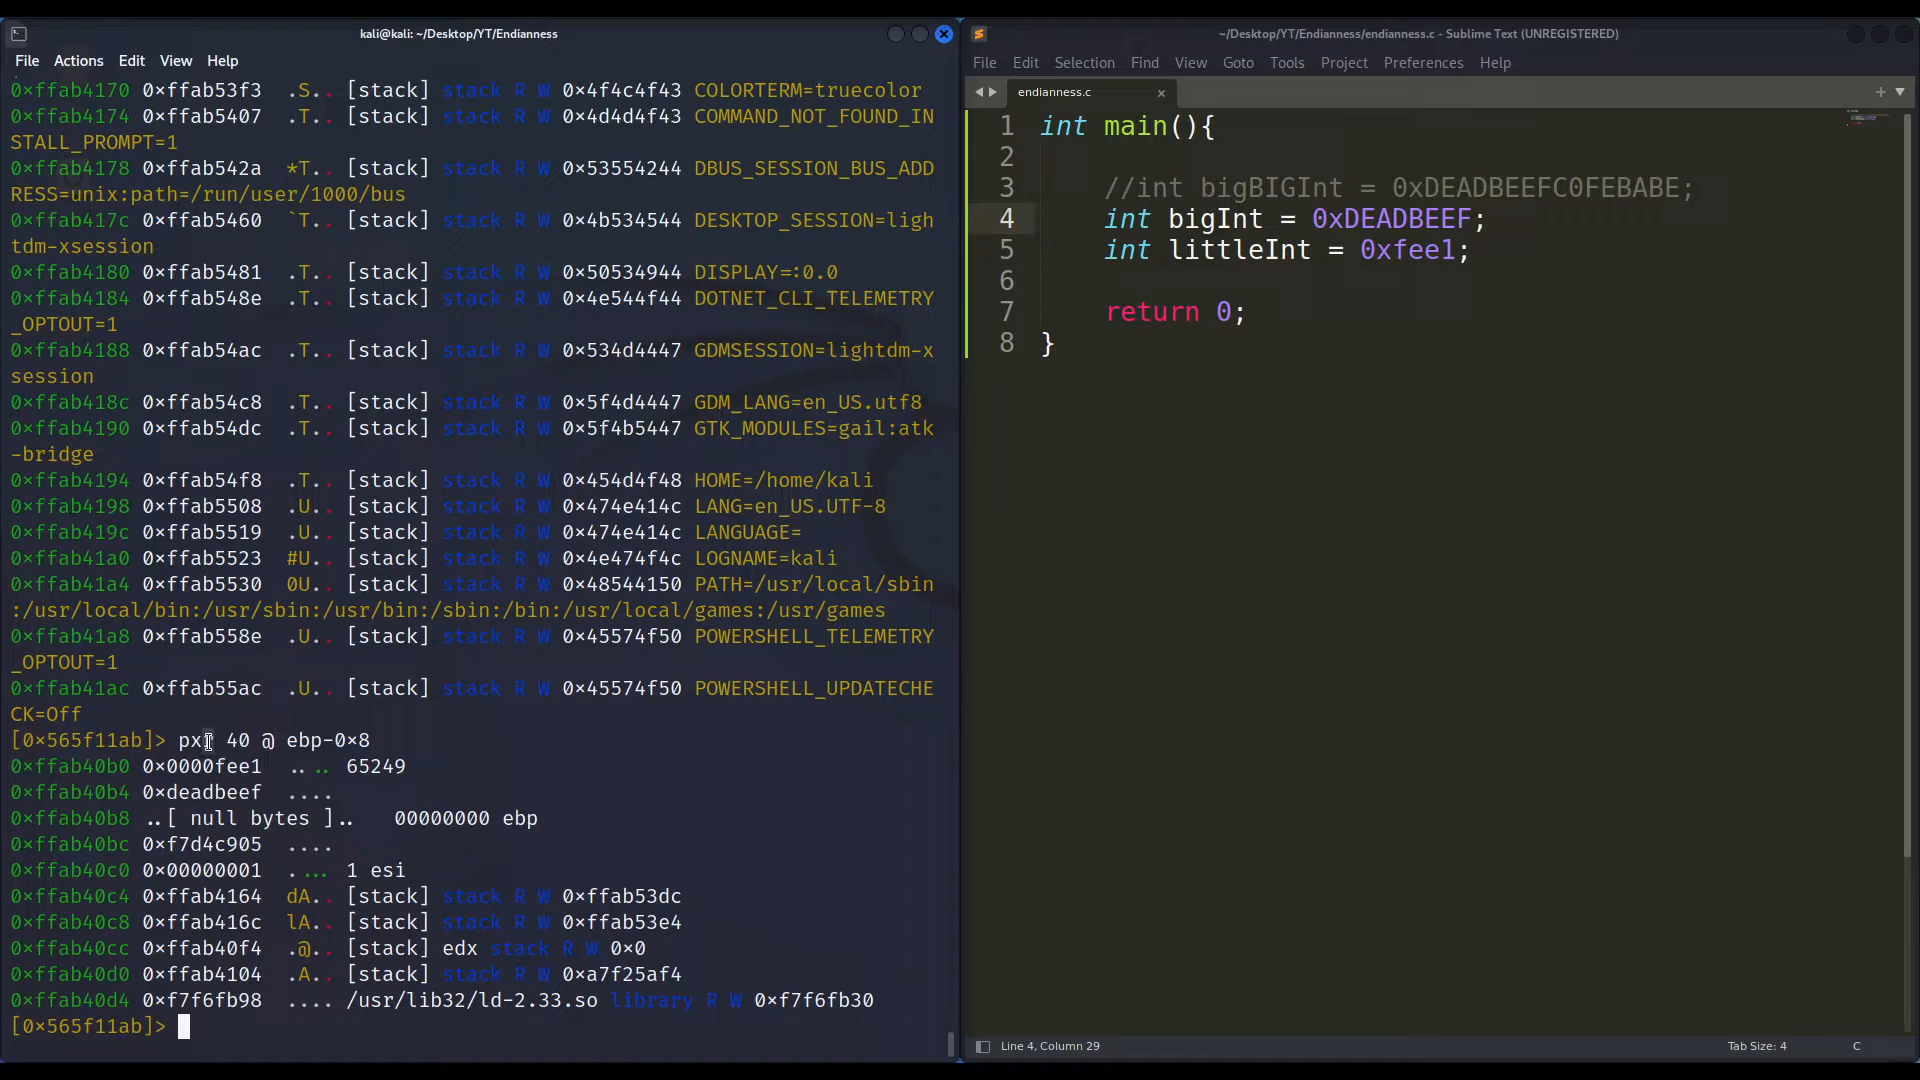 kali@kali: ~/Desktop/YT/Endianness
File Actions Edit View Help
0×ffab4170 0×ffab53f3 .S.. [stack] stack R W 0×4f4c4f43 COLORTERM=truecolor
0×ffab4174 0×ffab5407 .T.. [stack] stack R W 0×4d4d4f43 COMMAND_NOT_FOUND_IN
STALL_PROMPT=1
0×ffab4178 0×ffab542a *T.. [stack] stack R W 0×53554244 DBUS_SESSION_BUS_ADD
RESS=unix:path=/run/user/1000/bus
0×ffab417c 0×ffab5460 `T.. [stack] stack R W 0×4b534544 DESKTOP_SESSION=ligh
tdm-xsession
0×ffab4180 0×ffab5481 .T.. [stack] stack R W 0×50534944 DISPLAY=:0.0
0×ffab4184 0×ffab548e .T.. [stack] stack R W 0×4e544f44 DOTNET_CLI_TELEMETRY
_OPTOUT=1
0×ffab4188 0×ffab54ac .T.. [stack] stack R W 0×534d4447 GDMSESSION=lightdm-x
session
0×ffab418c 0×ffab54c8 .T.. [stack] stack R W 0×5f4d4447 GDM_LANG=en_US.utf8
0×ffab4190 0×ffab54dc .T.. [stack] stack R W 0×5f4b5447 GTK_MODULES=gail:atk
-bridge
0×ffab4194 0×ffab54f8 .T.. [stack] stack R W 0×454d4f48 HOME=/home/kali
0×ffab4198 0×ffab5508 .U.. [stack] stack R W 0×474e414c LANG=en_US.UTF-8
0×ffab419c 0×ffab5519 .U.. [stack] stack R W 0×474e414c LANGUAGE=
0×ffab41a0 0×ffab5523 #U.. [stack] stack R W 0×4e474f4c LOGNAME=kali
0×ffab41a4 0×ffab5530 0U.. [stack] stack R W 0×48544150 PATH=/usr/local/sbin
:/usr/local/bin:/usr/sbin:/usr/bin:/sbin:/bin:/usr/local/games:/usr/games
0×ffab41a8 0×ffab558e .U.. [stack] stack R W 0×45574f50 POWERSHELL_TELEMETRY
_OPTOUT=1
0×ffab41ac 0×ffab55ac .U.. [stack] stack R W 0×45574f50 POWERSHELL_UPDATECHE
CK=Off
[0×565f11ab]> pxr 40 @ ebp-0×8
0×ffab40b0 0×0000fee1 .. .. 65249
0×ffab40b4 0×deadbeef ....
0×ffab40b8 ..[ null bytes ].. 00000000 ebp
0×ffab40bc 0×f7d4c905 ....
0×ffab40c0 0×00000001 . ... 1 esi
0×ffab40c4 0×ffab4164 dA.. [stack] stack R W 0×ffab53dc
0×ffab40c8 0×ffab416c lA.. [stack] stack R W 0×ffab53e4
0×ffab40cc 0×ffab40f4 .@.. [stack] edx stack R W 0×0
0×ffab40d0 0×ffab4104 .A.. [stack] stack R W 0×a7f25af4
0×ffab40d4 0×f7f6fb98 .... /usr/lib32/ld-2.33.so library R W 0×f7f6fb30
[0×565f11ab]>
~/Desktop/YT/Endianness/endianness.c - Sublime Text (UNREGISTERED)
File Edit Selection Find View Goto Tools Project Preferences Help
endianness.c
1 int main(){
2
3 //int bigBIGInt = 0xDEADBEEFC0FEBABE;
4 int bigInt = 0xDEADBEEF;
5 int littleInt = 0xfee1;
6
7 return 0;
8 }
Line 4, Column 29
Tab Size: 4
C